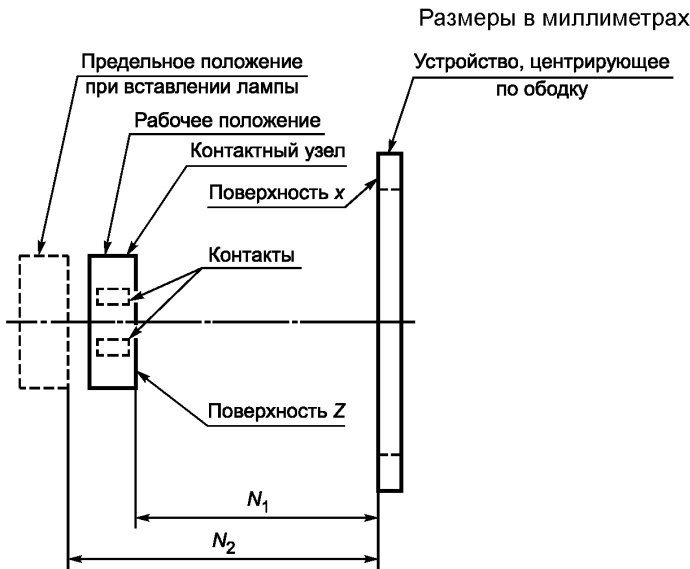 Размеры в миллиметрах
Предельное положение
при вставлении лампы
Устройство, центрирующее
по ободку
Рабочее положение
Контактный узел
Поверхность x
Контакты
Поверхность Z
N1
N2